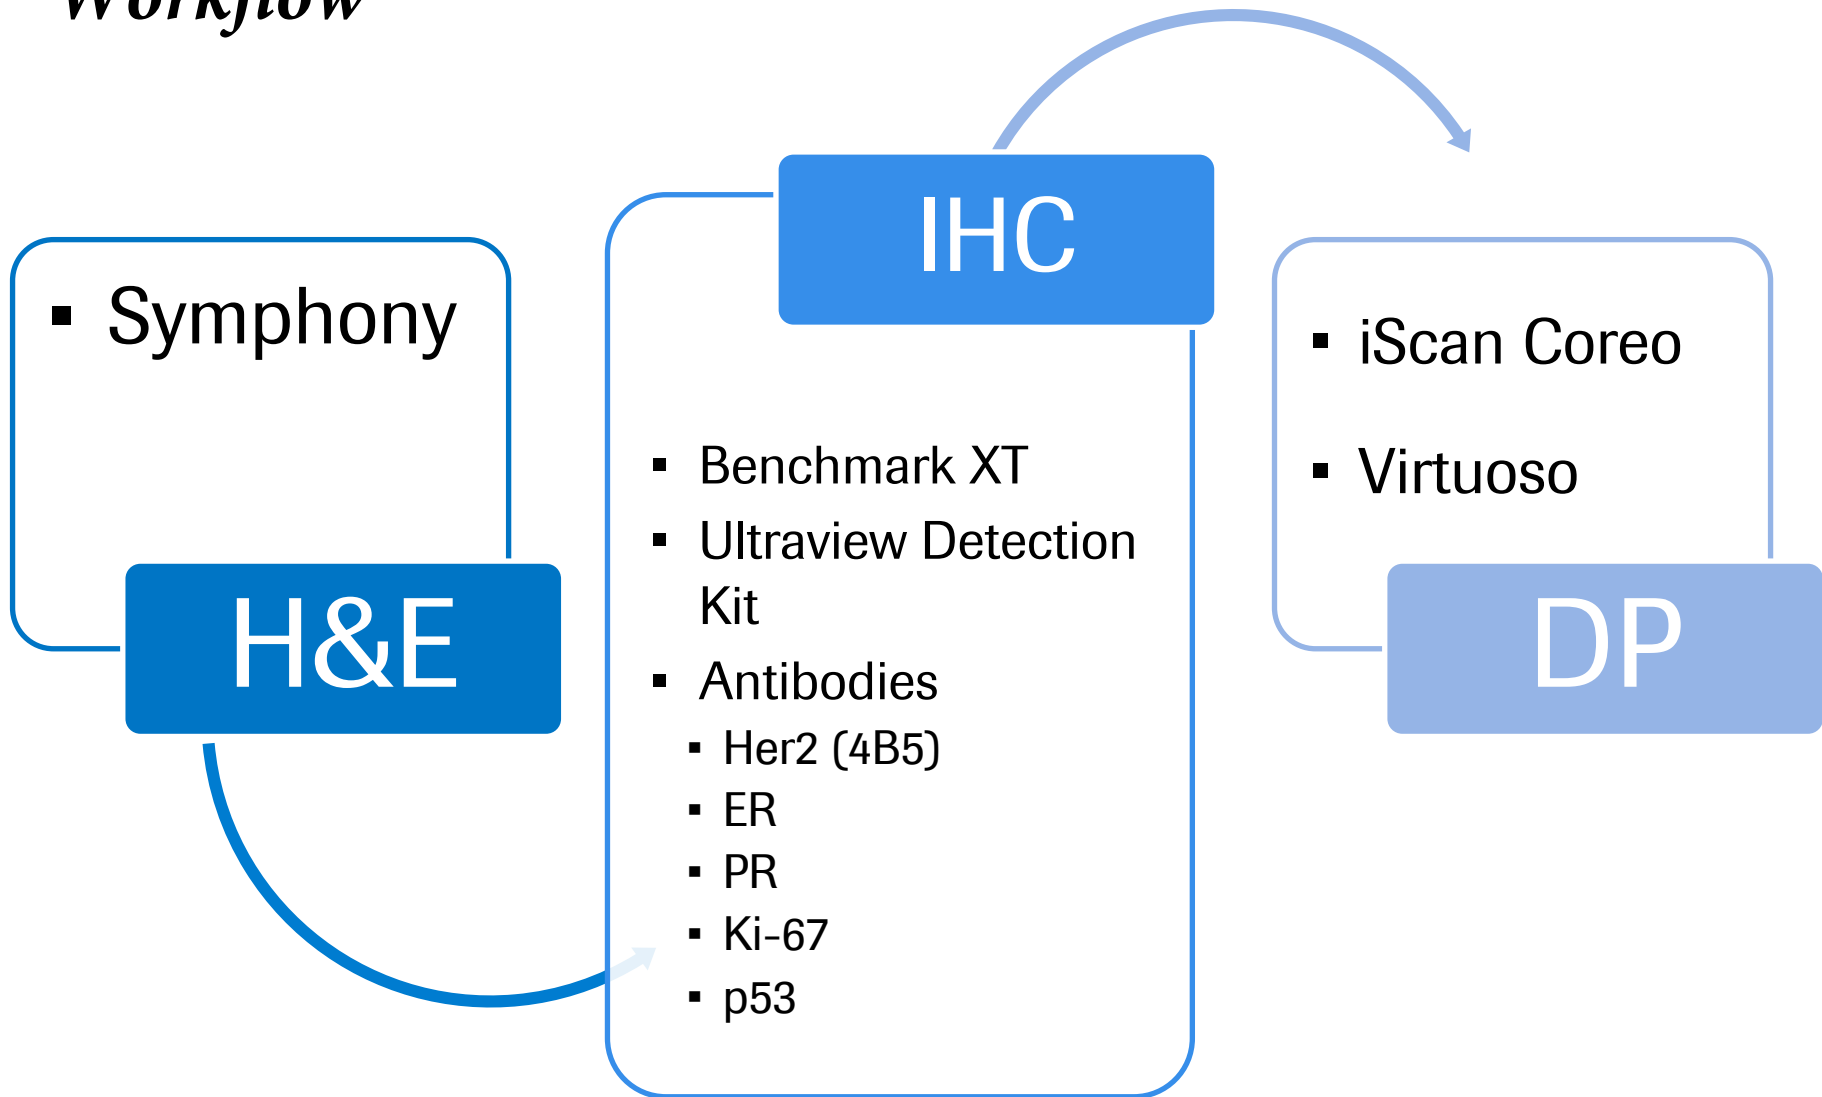 Workflow
▪ Symphony
H&E
IHC
▪ Benchmark XT
▪ Ultraview Detection
Kit
▪ Antibodies
▪ Her2 (4B5)
▪ ER
▪ PR
▪ Ki-67
▪ p53
▪ iScan Coreo
▪ Virtuoso
DP